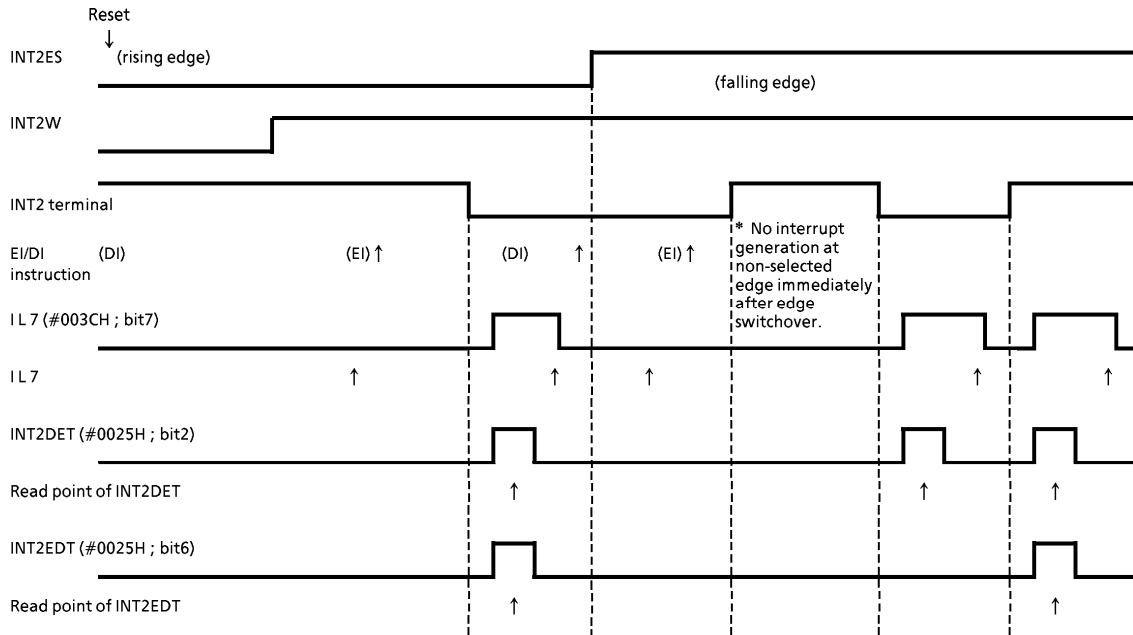 Reset
INT2ES
↓ (rising edge)
(falling edge)
INT2W
INT2 terminal
EI/DI instruction
(DI)
(EI) ↑
(DI)
↑
(EI) ↑
* No interrupt
generation at
non-selected
edge immediately
after edge
switchover.
I L 7 (#003CH ; bit7)
I L 7
↑ ↑ ↑ ↑ ↑
INT2DET (#0025H ; bit2)
Read point of INT2DET
↑ ↑ ↑
INT2EDT (#0025H ; bit6)
Read point of INT2EDT
↑ ↑